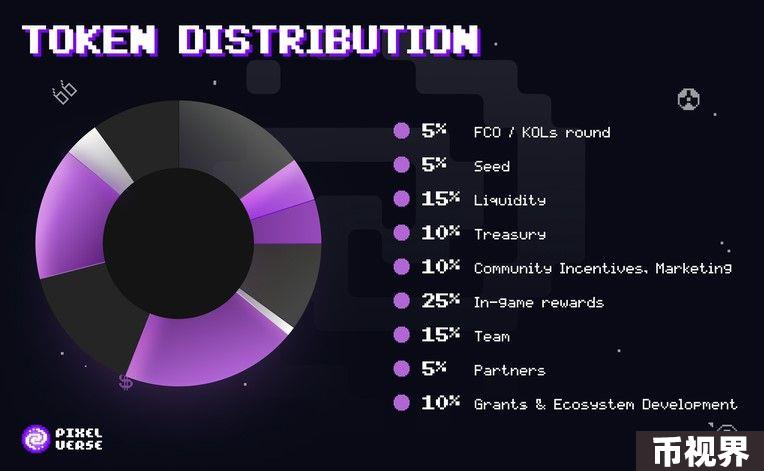 TOKEN DISTRIBUTION
5% FCO / KOLs round
5% Seed
15% Liquidity
10% Treasury
10% Community Incentives, Marketing
25% In-game rewards
15% Team
5% Partners
10% Grants & Ecosystem Development
$
PIXEL
VERSE
币视界